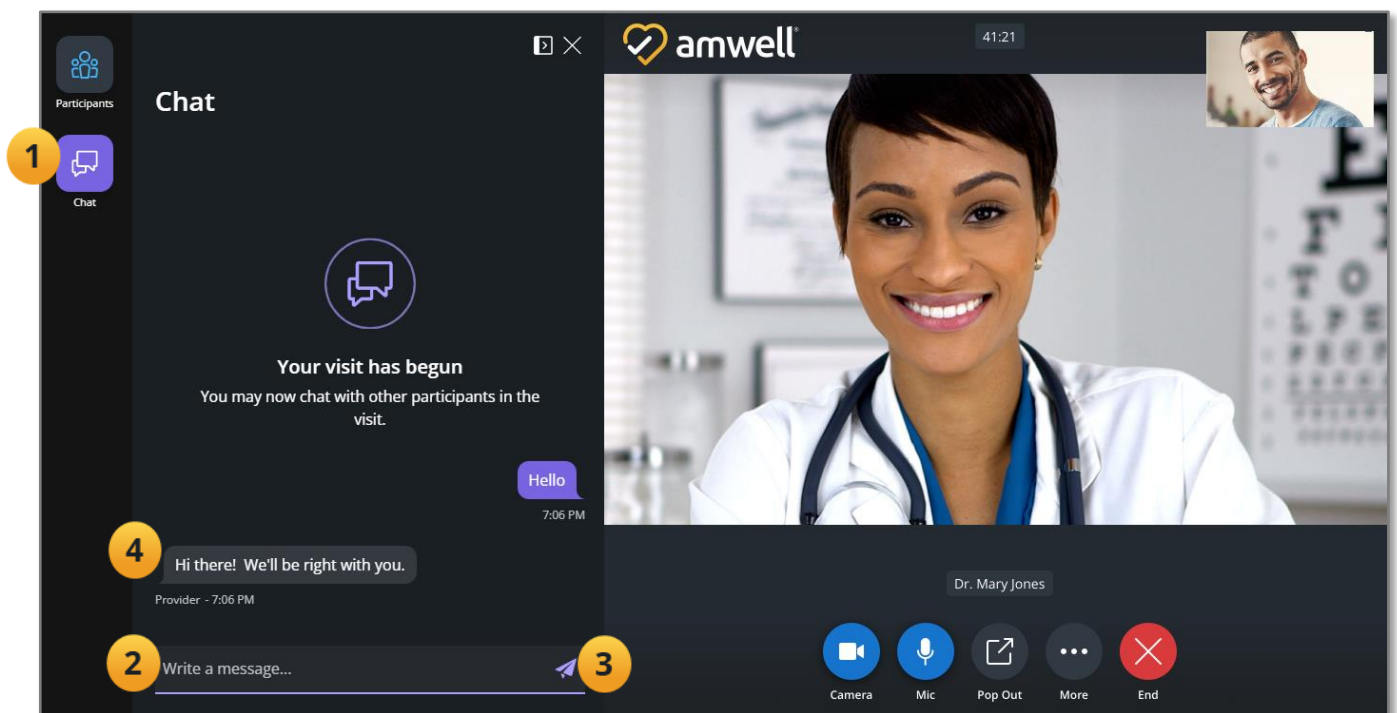 Participants
1
Chat
Chat
Your visit has begun
You may now chat with other participants in the
visit.
Hello
7:06 PM
4
Hi there! We'll be right with you.
Provider - 7:06 PM
2
Write a message...
3
amwell
41:21
E
F
T O
L P E
P E C F
Dr. Mary Jones
Camera
Mic
Pop Out
More
End